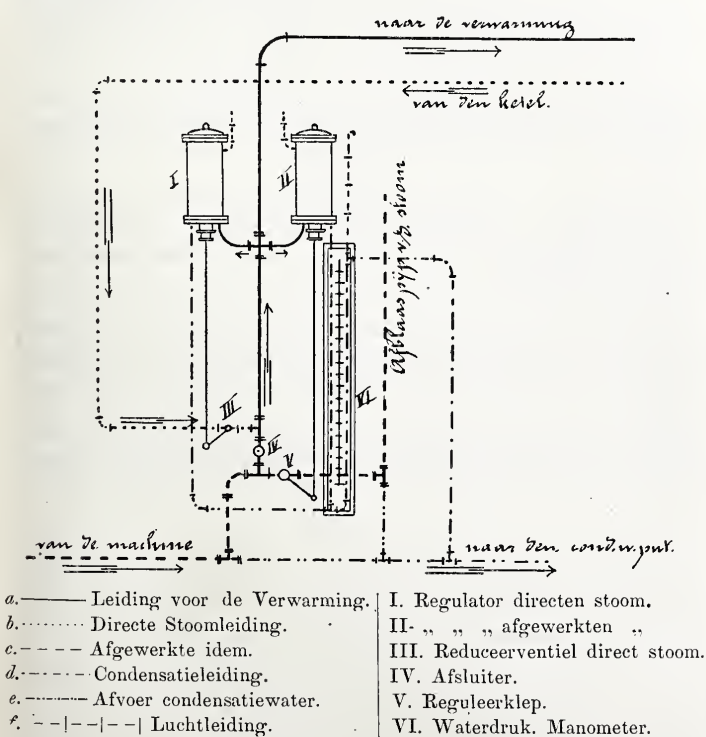 naar de verwarming
van den ketel.
I
II
Afblaaspijp v/d. stoom
III
VI
IV
V
van de machine
naar den cond.w.put.
a. Leiding voor de Verwarming.
b. Directe Stoomleiding.
c. Afgewerkte idem.
d. Condensatieleiding.
e. Afvoer condensatiewater.
f. Luchtleiding.
I. Regulator directen stoom.
II- „ „ „ afgewerkten „
III. Reduceerventiel direct stoom.
IV. Afsluiter.
V. Reguleerklep.
VI. Waterdruk. Manometer.